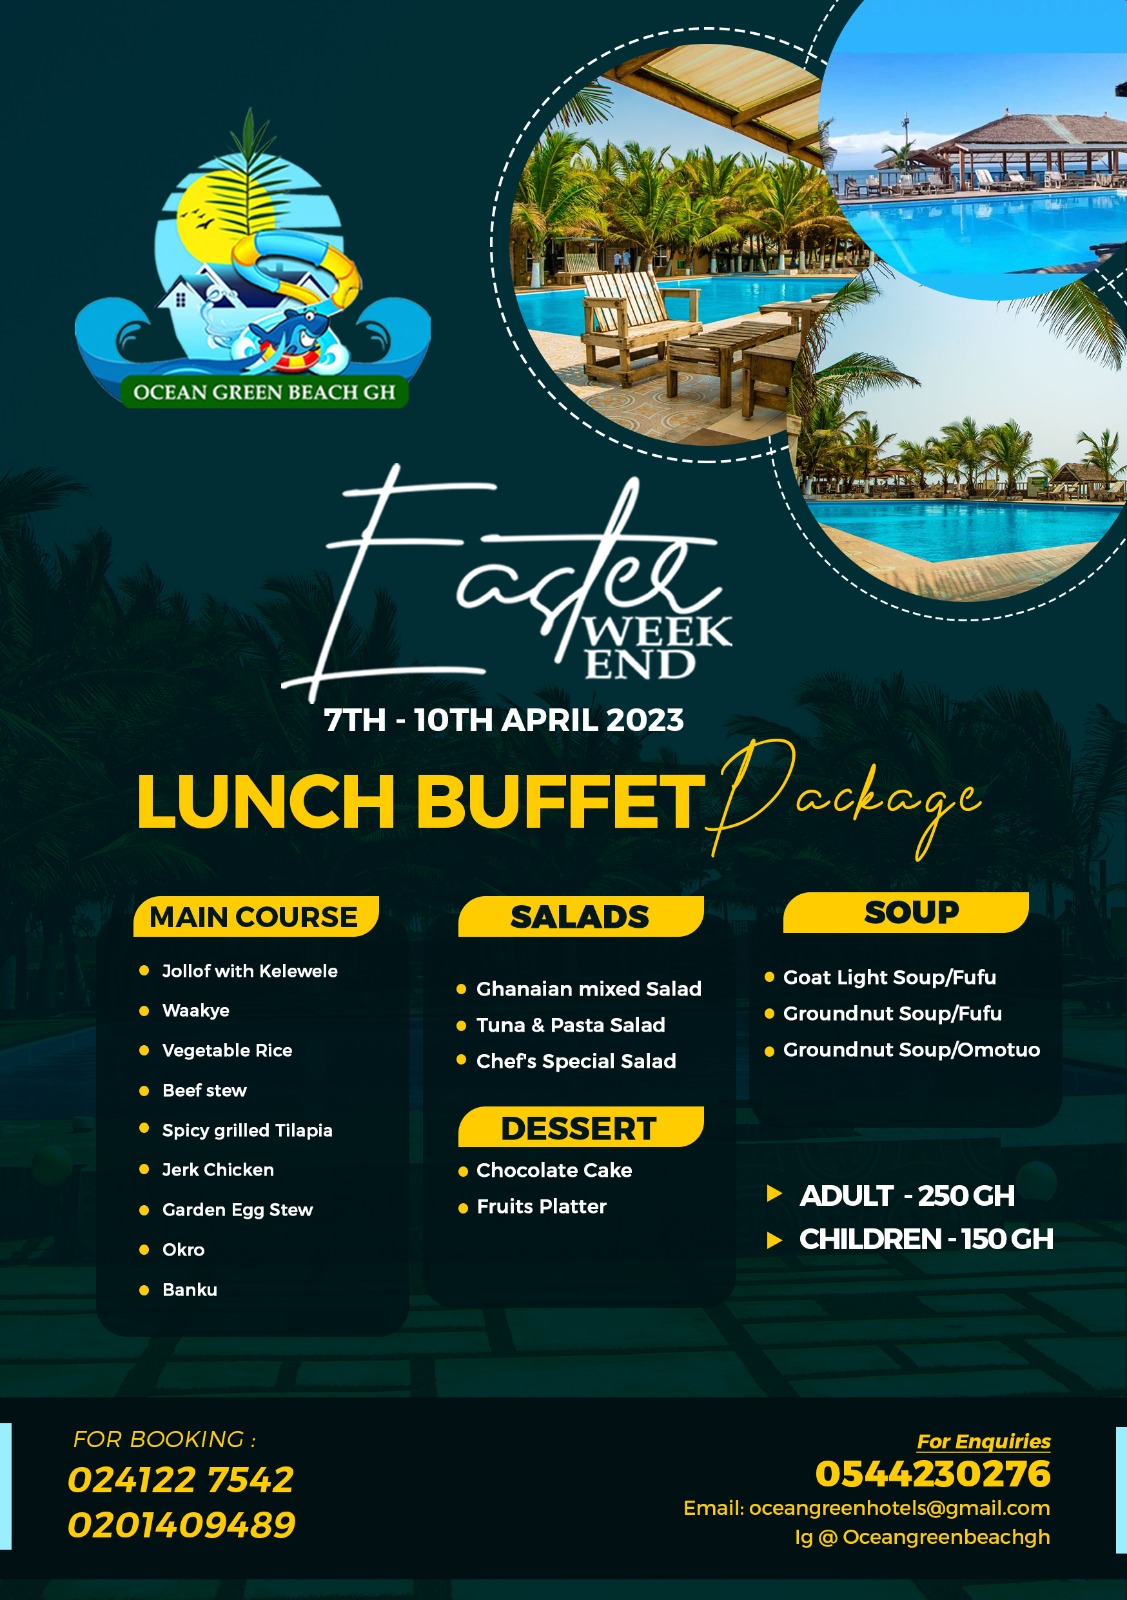 OCEAN GREEN BEACH GH
Easter
WEEK
END
7TH - 10TH APRIL 2023
LUNCH BUFFET Package
MAIN COURSE
Jollof with Kelewele
Waakye
Vegetable Rice
Beef stew
Spicy grilled Tilapia
Jerk Chicken
Garden Egg Stew
Okro
Banku
SALADS
Ghanaian mixed Salad
Tuna & Pasta Salad
Chef's Special Salad
DESSERT
Chocolate Cake
Fruits Platter
SOUP
Goat Light Soup/Fufu
Groundnut Soup/Fufu
Groundnut Soup/Omotuo
ADULT - 250 GH
CHILDREN - 150 GH
FOR BOOKING :
024122 7542
0201409489
For Enquiries
0544230276
Email: oceangreenhotels@gmail.com
Ig @ Oceangreenbeachgh